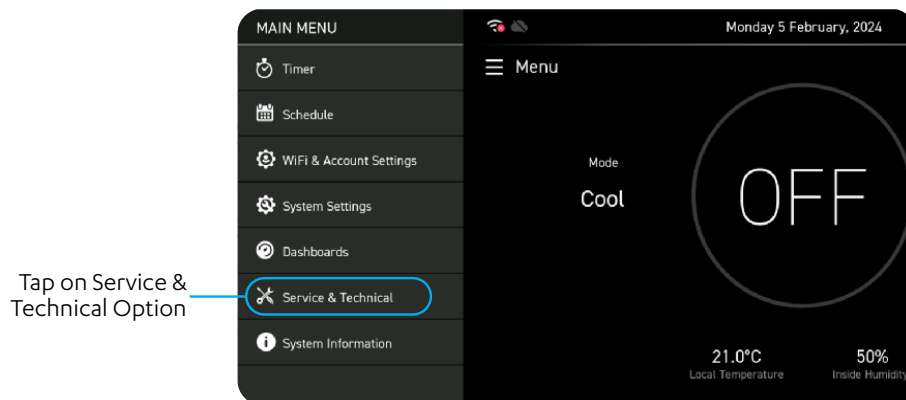 MAIN MENU
Timer
Schedule
WiFi & Account Settings
System Settings
Dashboards
Service & Technical
System Information
Tap on Service &
Technical Option
Monday 5 February, 2024
Menu
Mode
Cool
OFF
21.0°C
Local Temperature
50%
Inside Humidity